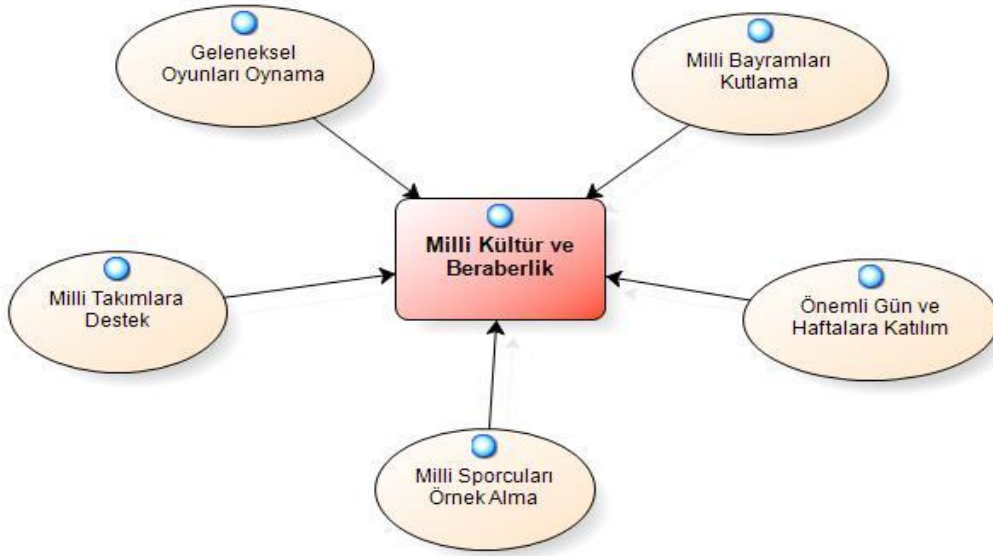 Geleneksel
Oyunları Oynama
Milli Bayramları
Kutlama
Milli Kültür ve
Beraberlik
Milli Takımlara
Destek
Önemli Gün ve
Haftalara Katılım
Milli Sporcuları
Örnek Alma